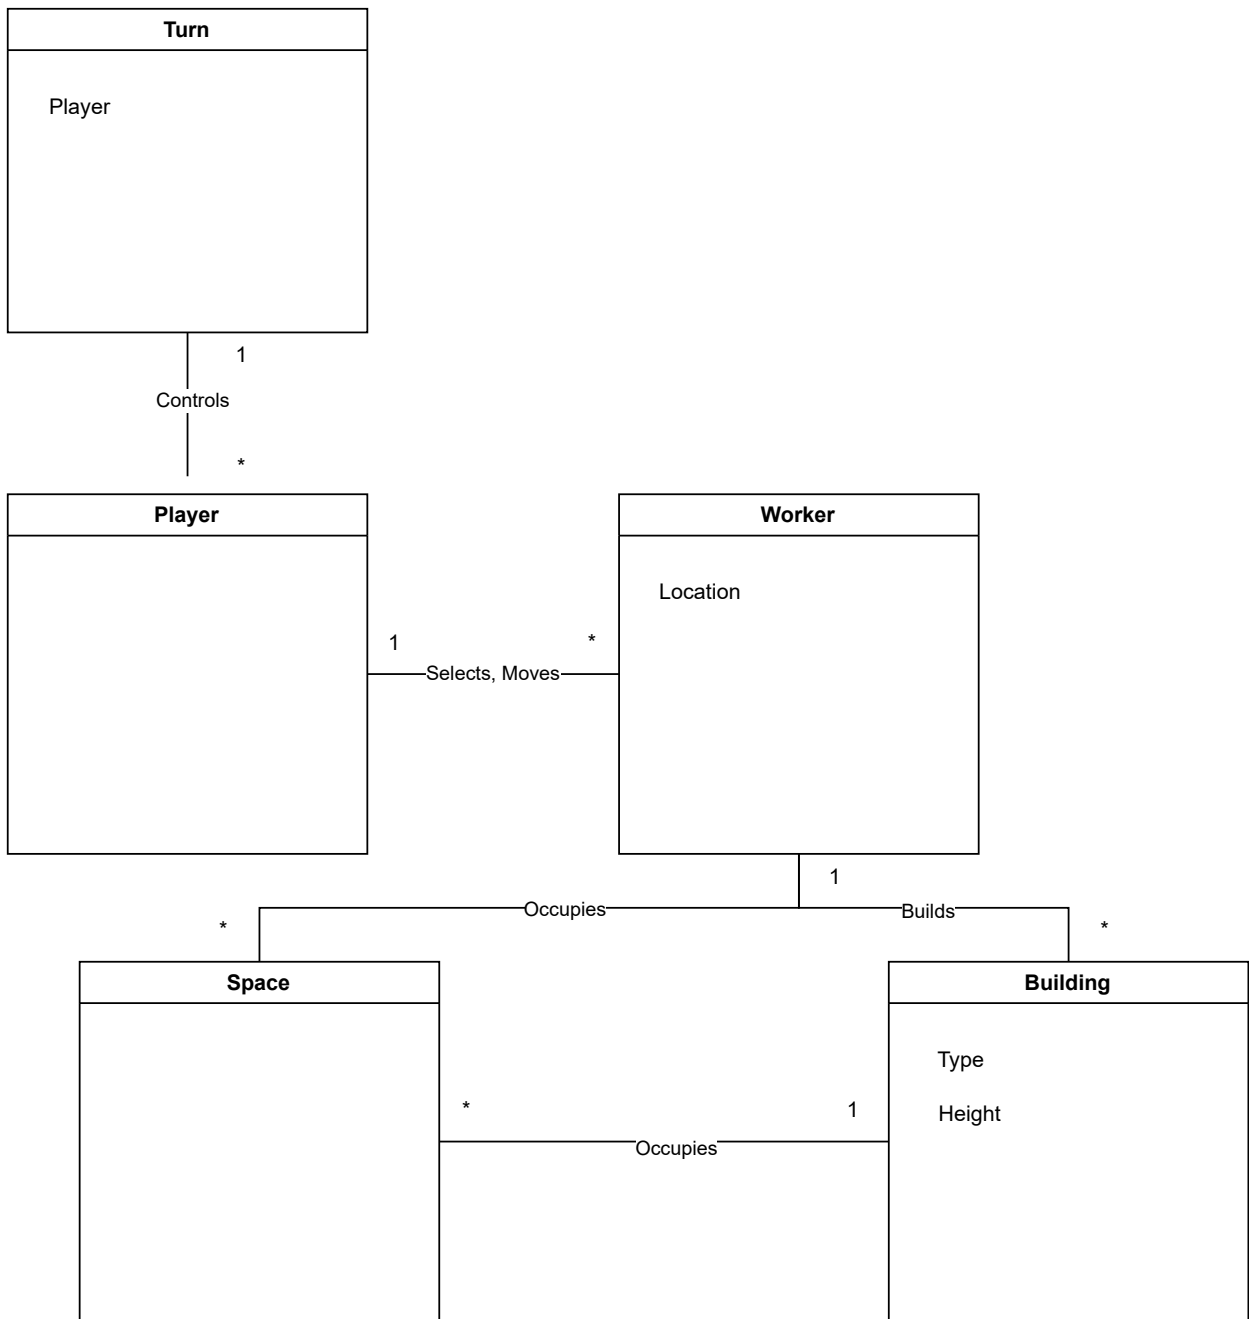 Turn
Player
1
Controls
*
Player
Worker
Location
1
*
Selects, Moves
1
Occupies
Builds
*
*
Space
Building
Type
*
1
Height
Occupies